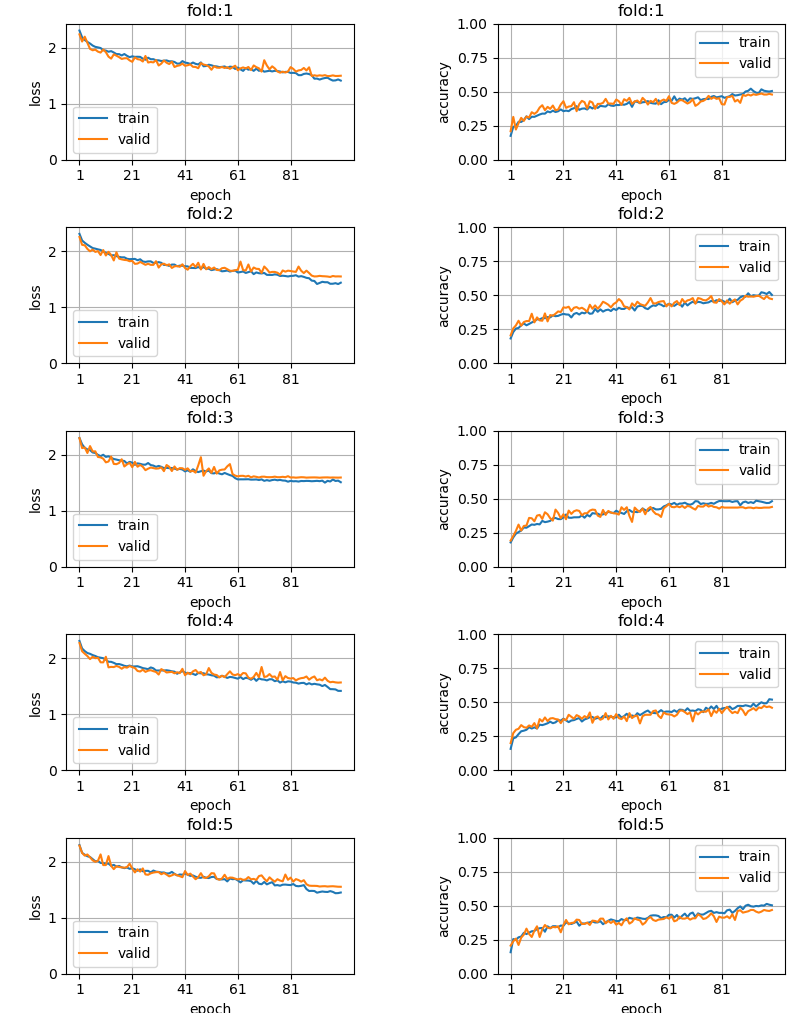 fold:1
loss
2
1
0
train
valid
1 21 41 61 81
epoch
fold:1
accuracy
1.00
0.75
0.50
0.25
0.00
train
valid
1 21 41 61 81
epoch
fold:2
loss
2
1
0
train
valid
1 21 41 61 81
epoch
fold:2
accuracy
1.00
0.75
0.50
0.25
0.00
train
valid
1 21 41 61 81
epoch
fold:3
loss
2
1
0
train
valid
1 21 41 61 81
epoch
fold:3
accuracy
1.00
0.75
0.50
0.25
0.00
train
valid
1 21 41 61 81
epoch
fold:4
loss
2
1
0
train
valid
1 21 41 61 81
epoch
fold:4
accuracy
1.00
0.75
0.50
0.25
0.00
train
valid
1 21 41 61 81
epoch
fold:5
loss
2
1
0
train
valid
1 21 41 61 81
epoch
fold:5
accuracy
1.00
0.75
0.50
0.25
0.00
train
valid
1 21 41 61 81
epoch